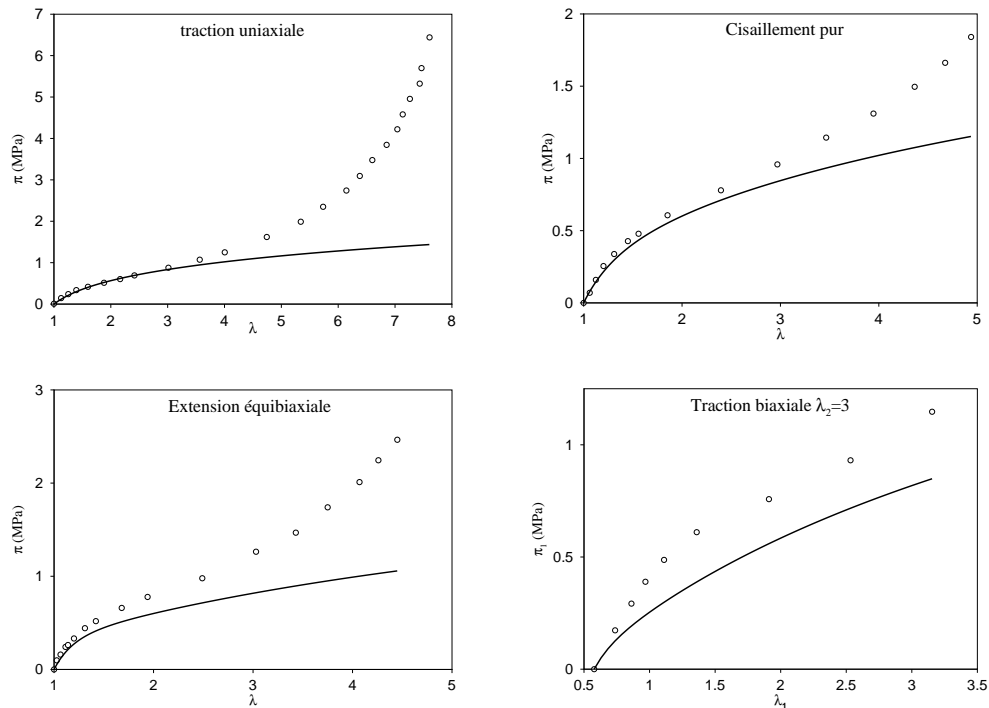 traction uniaxiale
π (MPa)
7
6
5
4
3
2
1
0
1 2 3 4 5 6 7 8
λ
Cisaillement pur
π (MPa)
2
1.5
1
0.5
0
1 2 3 4 5
λ
Extension équibiaxiale
π (MPa)
3
2
1
0
1 2 3 4 5
λ
Traction biaxiale λ₂=3
π₁ (MPa)
1
0.5
0
0.5 1 1.5 2 2.5 3 3.5
λ₁